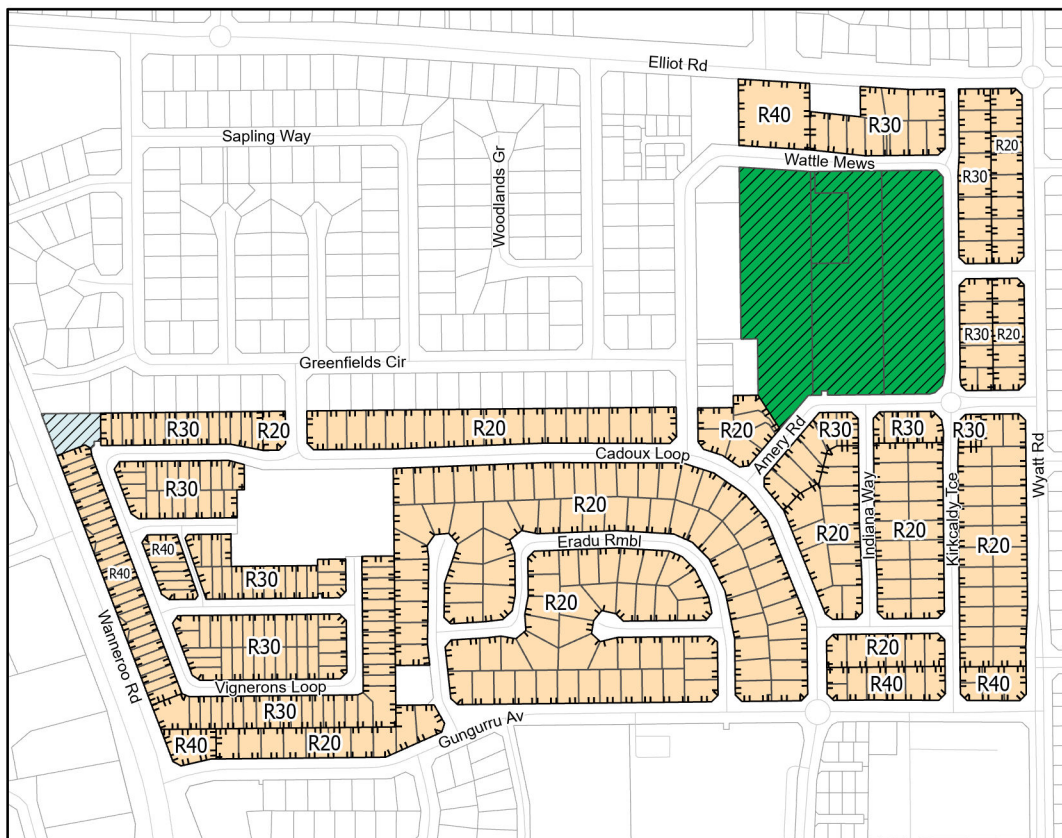 Elliot Rd
R40
R30
Sapling Way
Woodlands Gr
Wattle Mews
R20
R30
R30
R20
Greenfields Cir
R30
R20
R20
R20
Amery Rd
R30
R30
R30
Wyatt Rd
Cadoux Loop
R30
R20
Eradu Rmbl
R20
Indiana Way
R20
Kirkcaldy Tce
R20
R40
R40
R30
R20
Wanneroo Rd
R30
R20
Vignerons Loop
R40
R40
R30
R40
R20
Gungurru Av